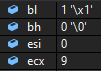 bl 1 '\x1'
bh 0 '\0'
esi 0
ecx 9